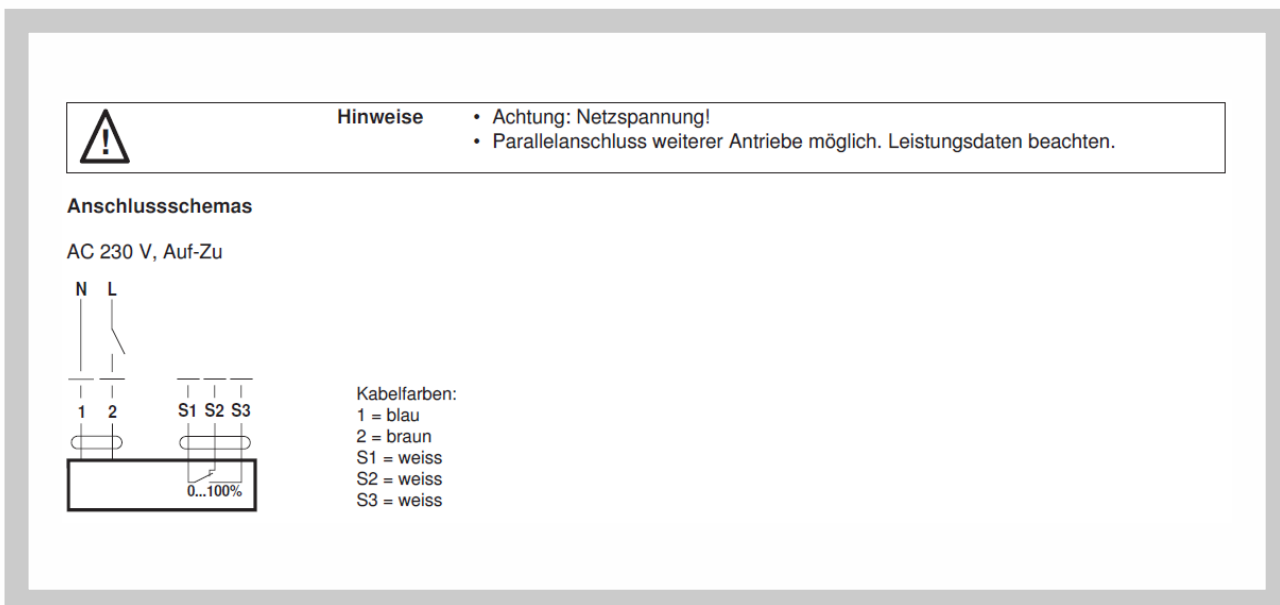 Hinweise • Achtung: Netzspannung!
• Parallelanschluss weiterer Antriebe möglich. Leistungsdaten beachten.
Anschlussschemas
AC 230 V, Auf-Zu
N L
1 2 S1 S2 S3
0...100%
Kabelfarben:
1 = blau
2 = braun
S1 = weiss
S2 = weiss
S3 = weiss